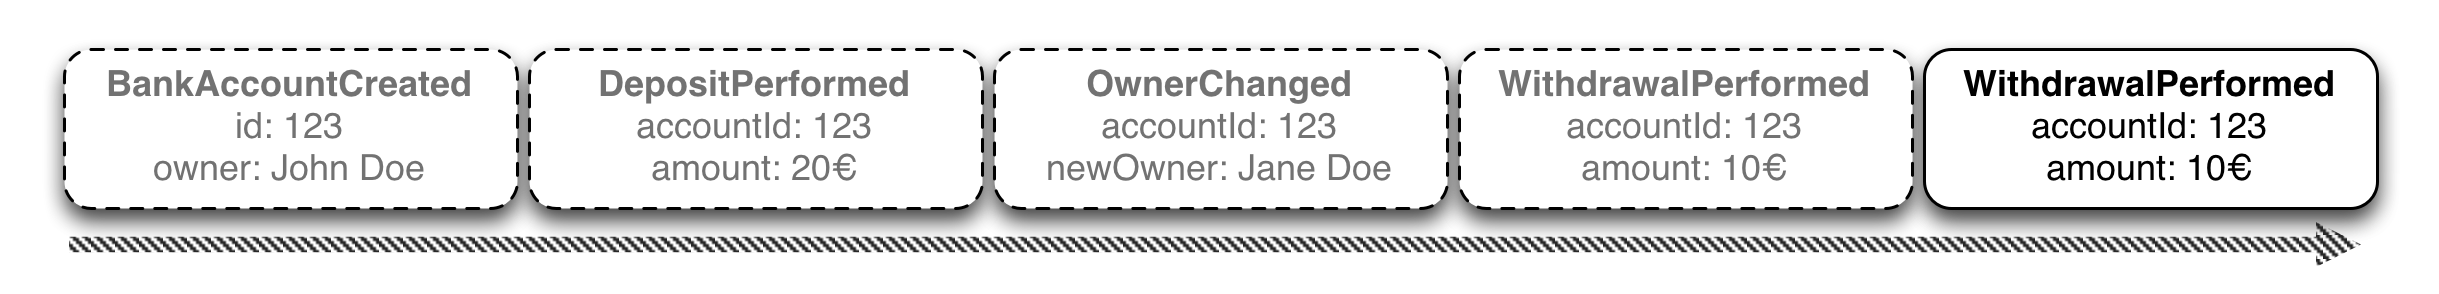 BankAccountCreated
id: 123
owner: John Doe
DepositPerformed
accountId: 123
amount: 20€
OwnerChanged
accountId: 123
newOwner: Jane Doe
WithdrawalPerformed
accountId: 123
amount: 10€
WithdrawalPerformed
accountId: 123
amount: 10€